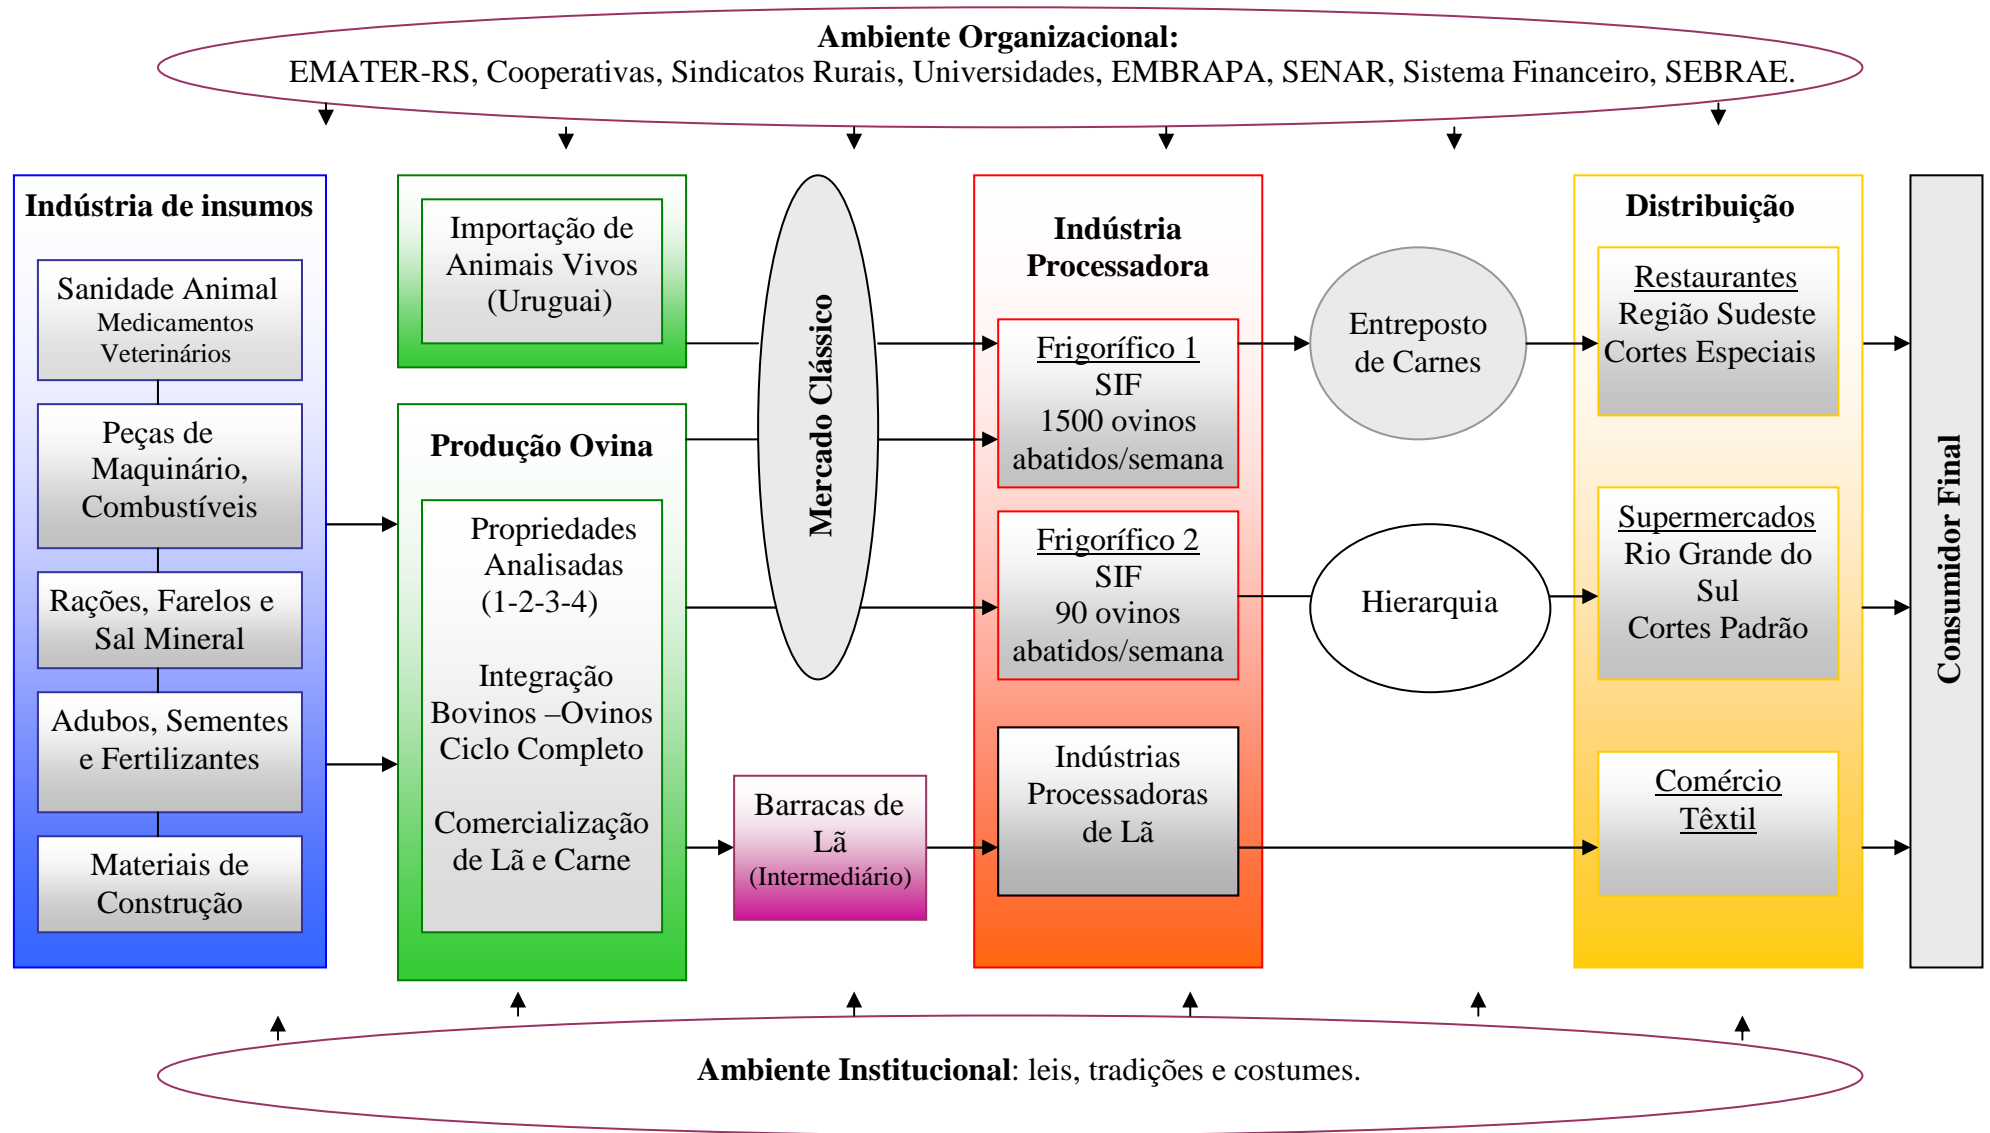 Ambiente Organizacional:
EMATER-RS, Cooperativas, Sindicatos Rurais, Universidades, EMBRAPA, SENAR, Sistema Financeiro, SEBRAE.
Indústria de insumos
Sanidade Animal
Medicamentos
Veterinários
Peças de
Maquinário,
Combustíveis
Rações, Farelos e
Sal Mineral
Adubos, Sementes
e Fertilizantes
Materiais de
Construção
Importação de
Animais Vivos
(Uruguai)
Produção Ovina
Propriedades
Analisadas
(1-2-3-4)
Integração
Bovinos –Ovinos
Ciclo Completo
Comercialização
de Lã e Carne
Mercado Clássico
Barracas de
Lã
(Intermediário)
Indústria
Processadora
Frigorífico 1
SIF
1500 ovinos
abatidos/semana
Frigorífico 2
SIF
90 ovinos
abatidos/semana
Indústrias
Processadoras
de Lã
Entreposto
de Carnes
Hierarquia
Distribuição
Restaurantes
Região Sudeste
Cortes Especiais
Supermercados
Rio Grande do
Sul
Cortes Padrão
Comércio
Têxtil
Consumidor Final
Ambiente Institucional: leis, tradições e costumes.